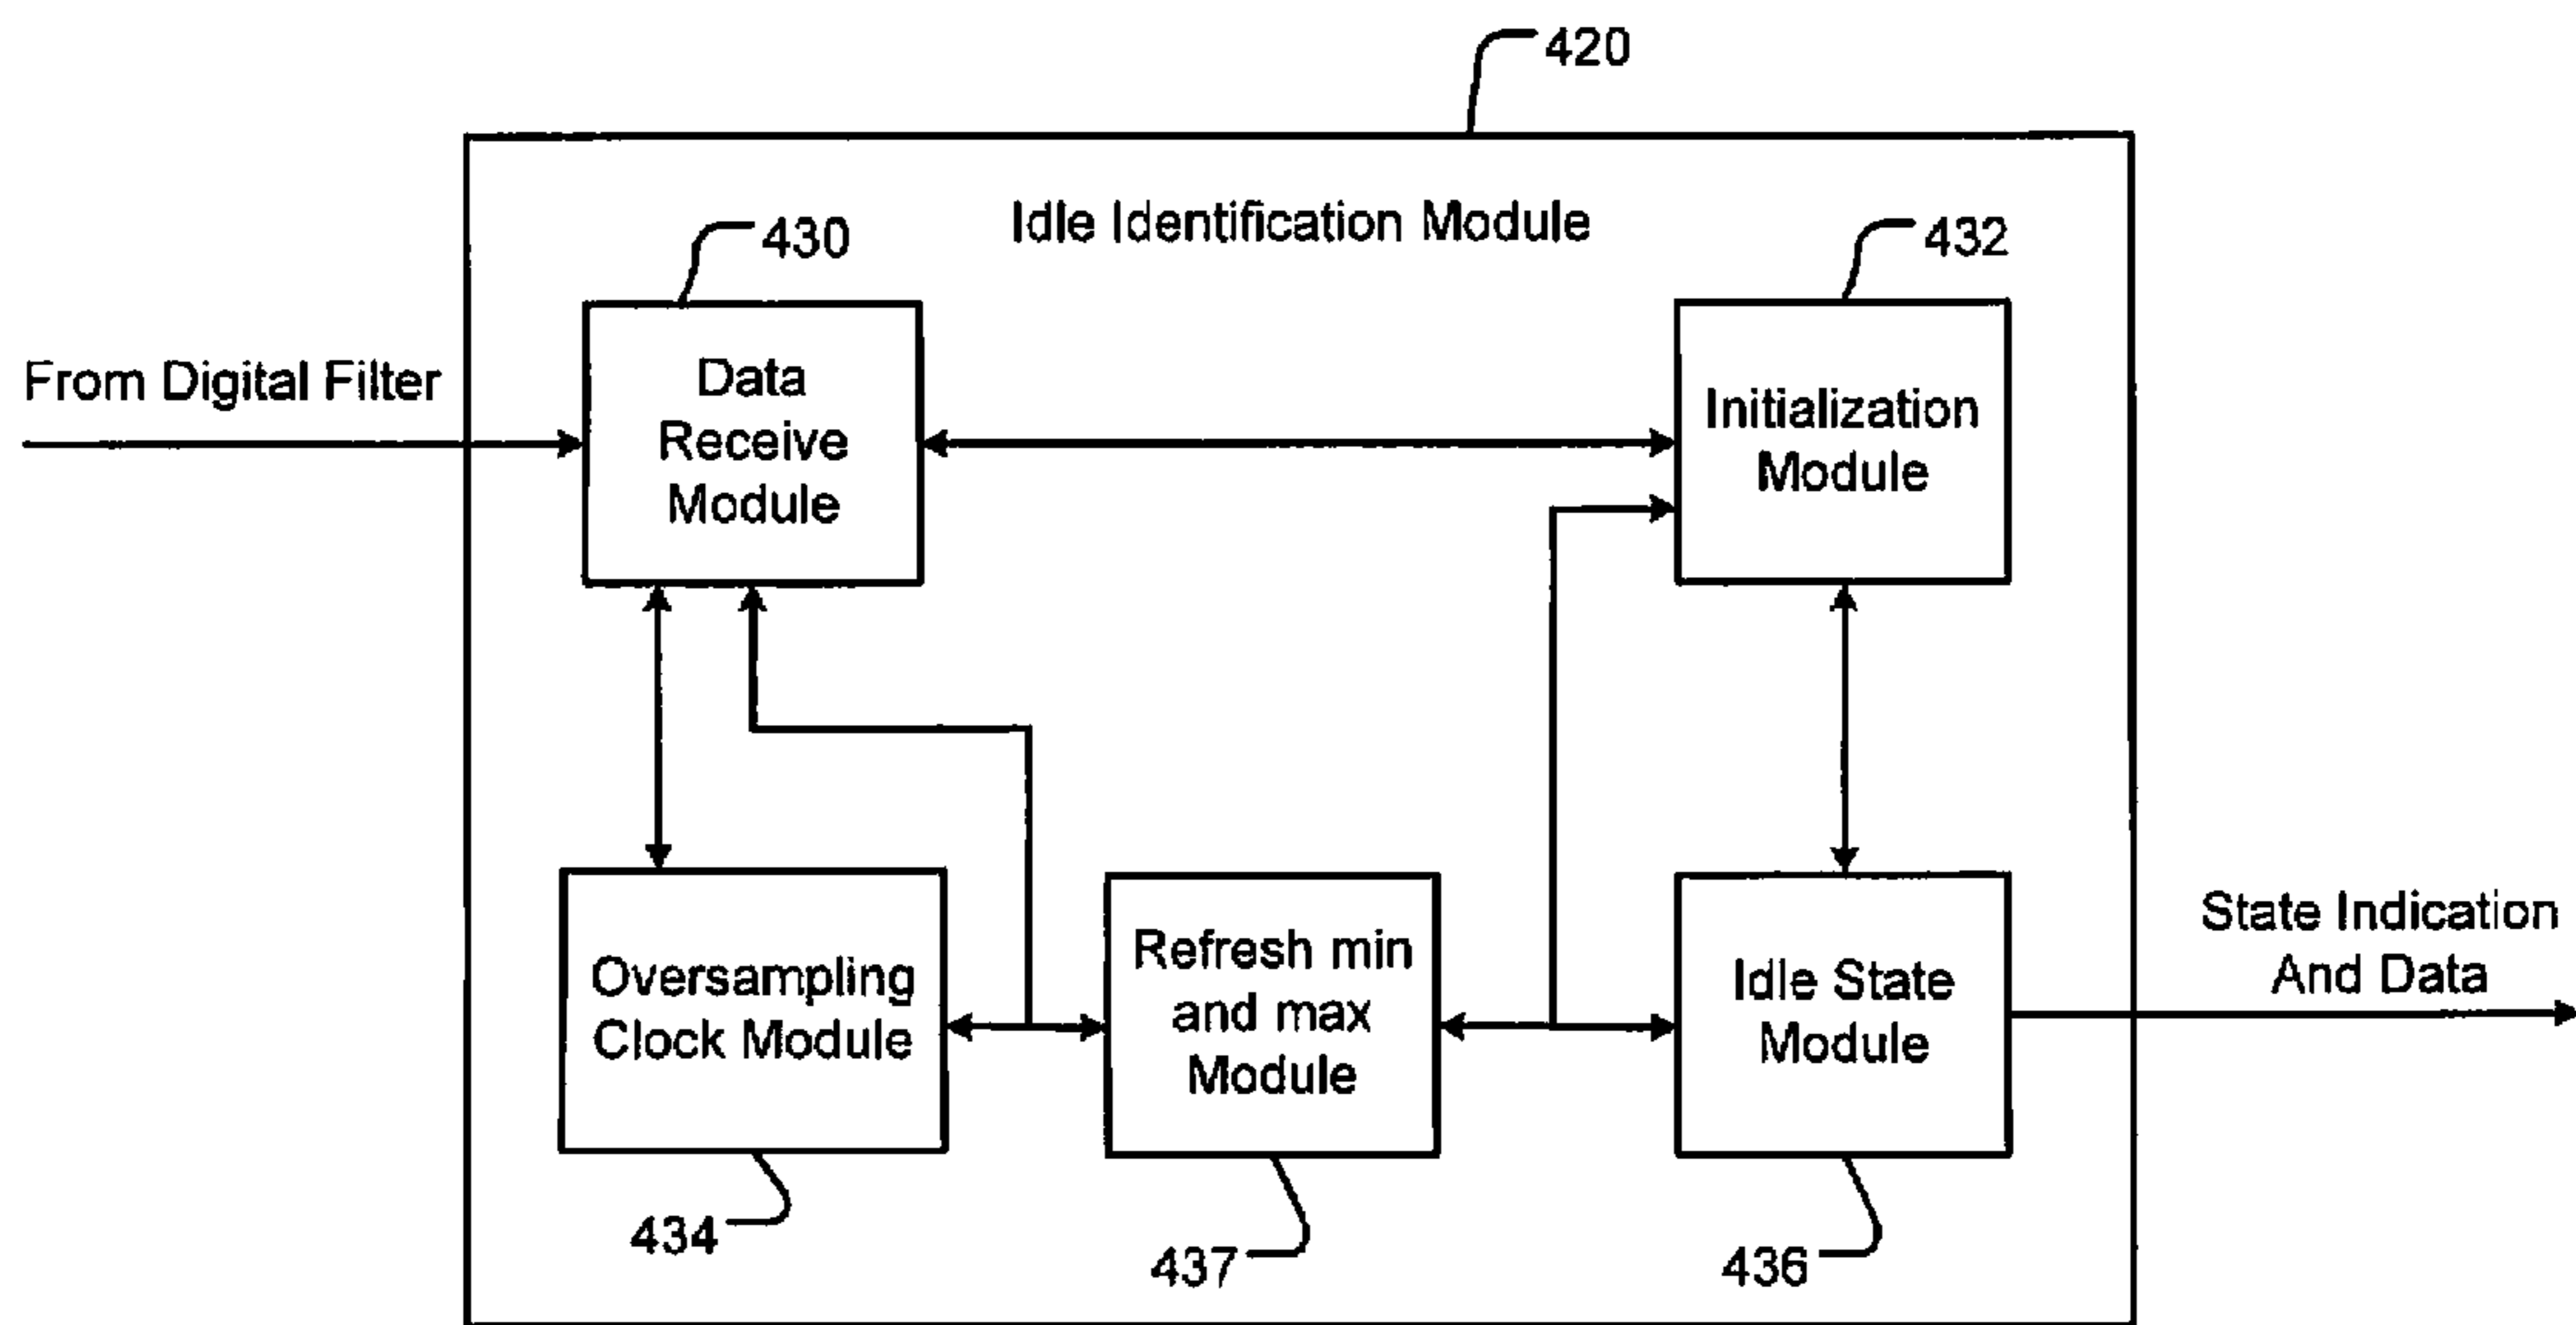 420
Idle Identification Module
430
432
From Digital Filter
Data
Receive
Module
Initialization
Module
Oversampling
Clock Module
Refresh min
and max
Module
Idle State
Module
State Indication
And Data
434
437
436